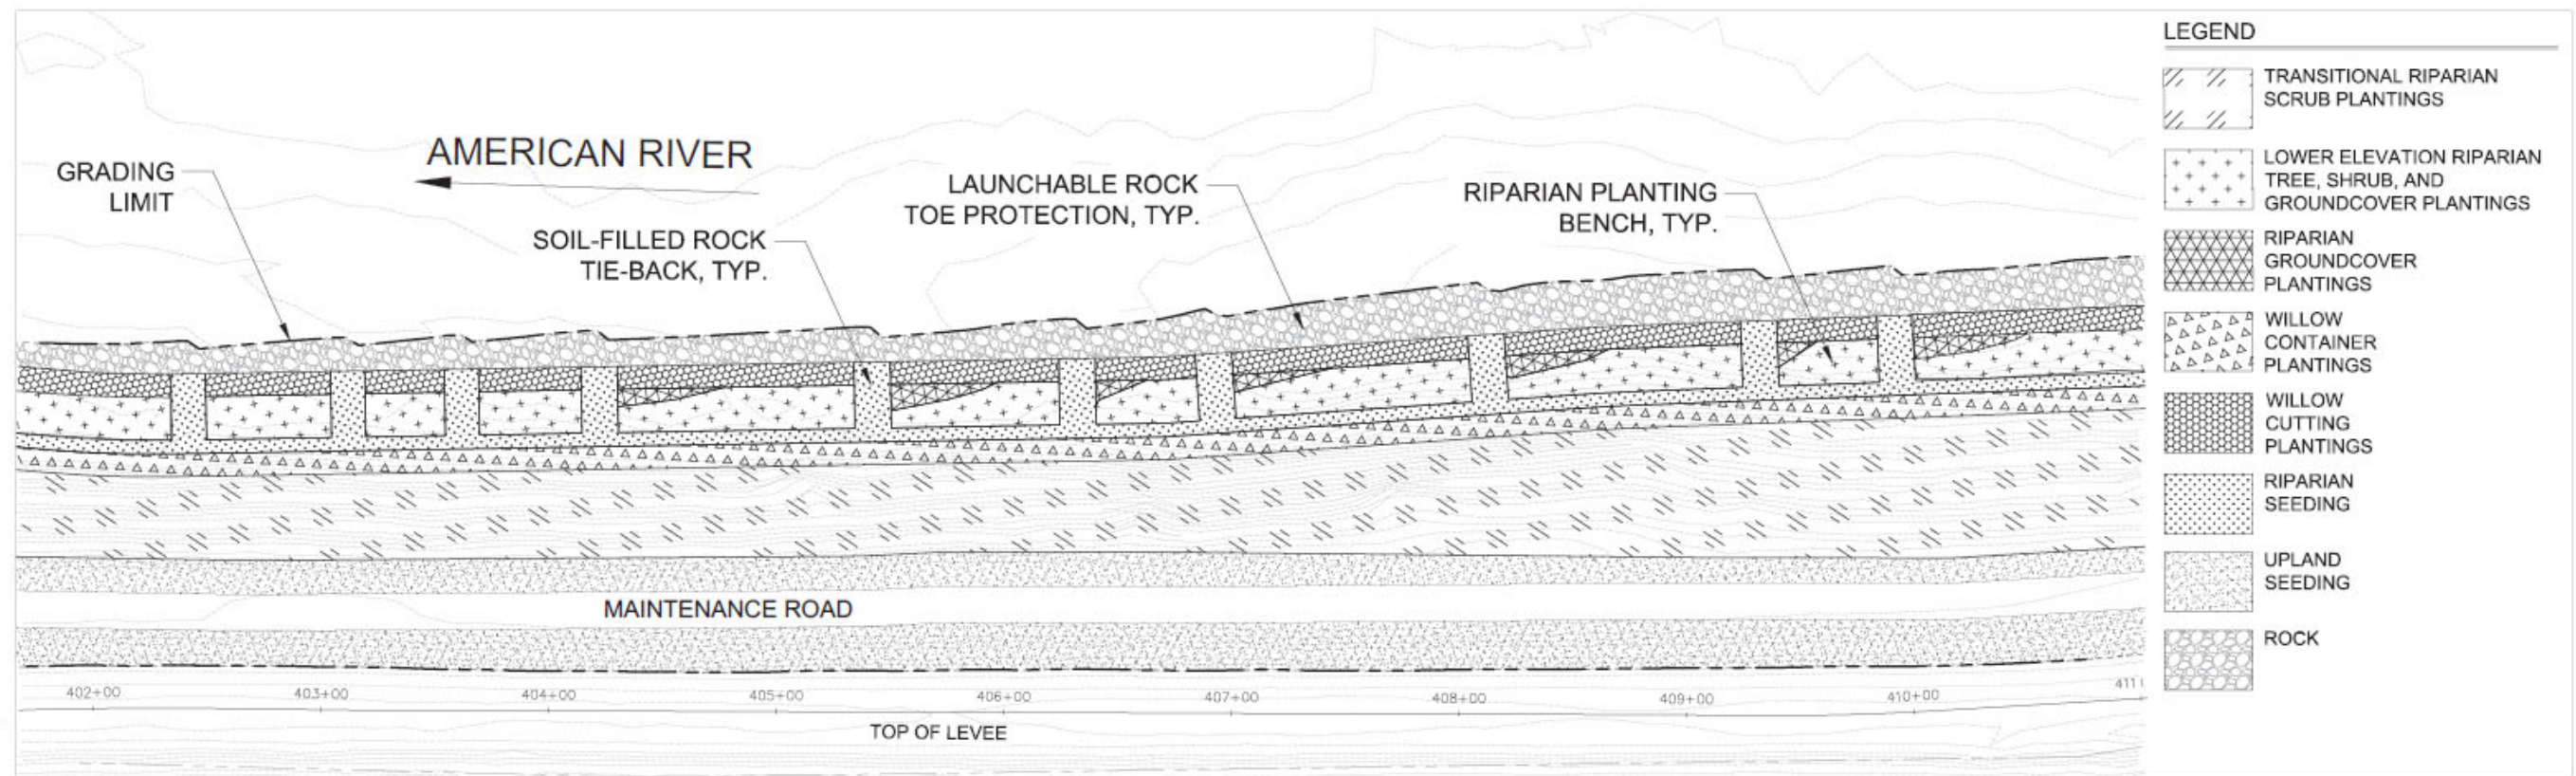 LEGEND
TRANSITIONAL RIPARIAN
SCRUB PLANTINGS
LOWER ELEVATION RIPARIAN
TREE, SHRUB, AND
GROUNDCOVER PLANTINGS
RIPARIAN
GROUNDCOVER
PLANTINGS
WILLOW
CONTAINER
PLANTINGS
WILLOW
CUTTING
PLANTINGS
RIPARIAN
SEEDING
UPLAND
SEEDING
ROCK
GRADING
LIMIT
AMERICAN RIVER
SOIL-FILLED ROCK
TIE-BACK, TYP.
LAUNCHABLE ROCK
TOE PROTECTION, TYP.
RIPARIAN PLANTING
BENCH, TYP.
MAINTENANCE ROAD
402+00 403+00 404+00 405+00 406+00 407+00 408+00 409+00 410+00 411
TOP OF LEVEE